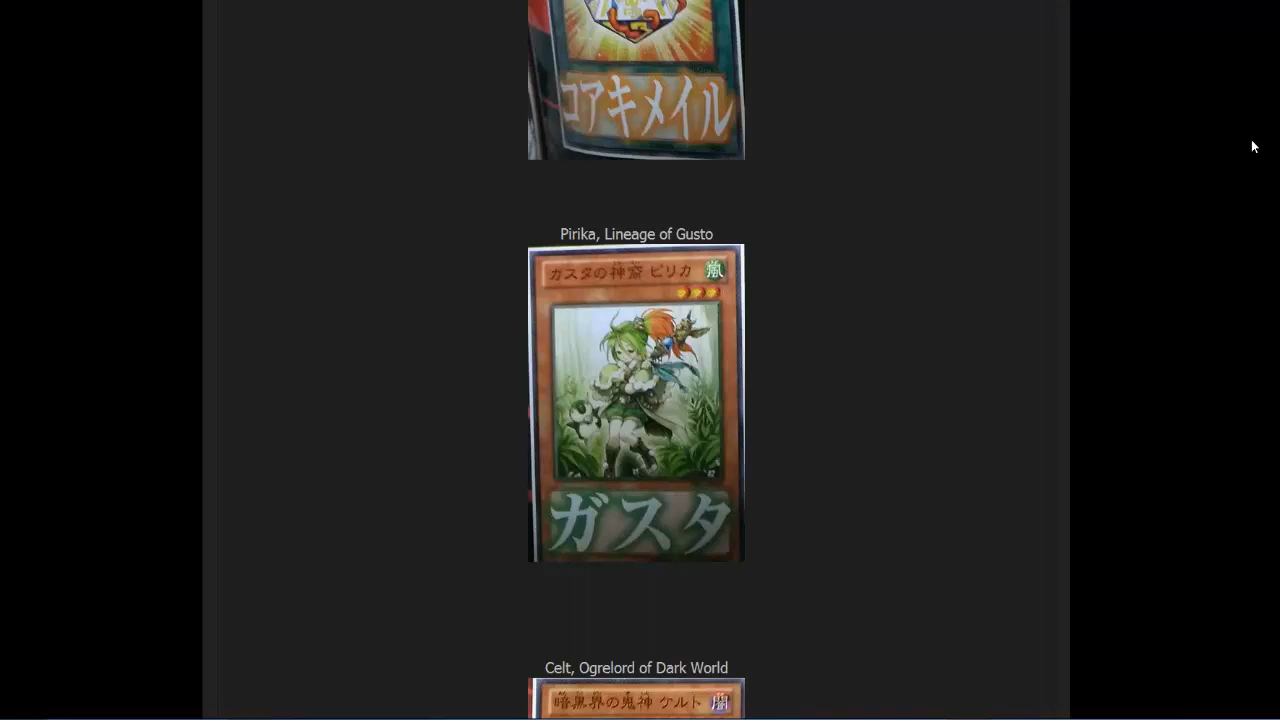 コアキメイル
Pirika, Lineage of Gusto
ガスタの神裔 ピリカ 風
ガスタ
Celt, Ogrelord of Dark World
暗黒界の鬼神 ケルト 闇